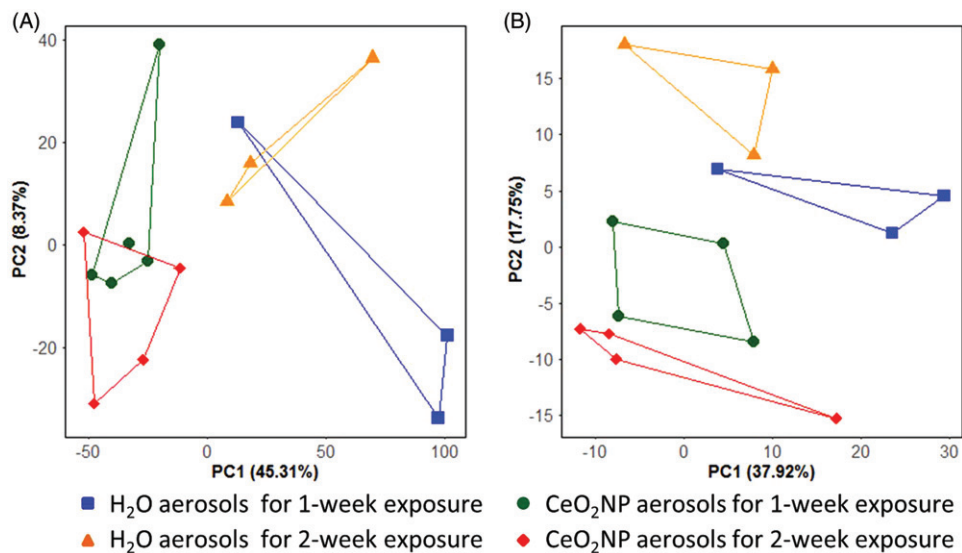 (A)
(B)
40
20
0
-20
PC2 (8.37%)
-50
0
50
100
PC1 (45.31%)
15
10
5
0
-5
-10
-15
PC2 (17.75%)
-10
0
10
20
30
PC1 (37.92%)
H₂O aerosols for 1-week exposure
CeO₂NP aerosols for 1-week exposure
H₂O aerosols for 2-week exposure
CeO₂NP aerosols for 2-week exposure